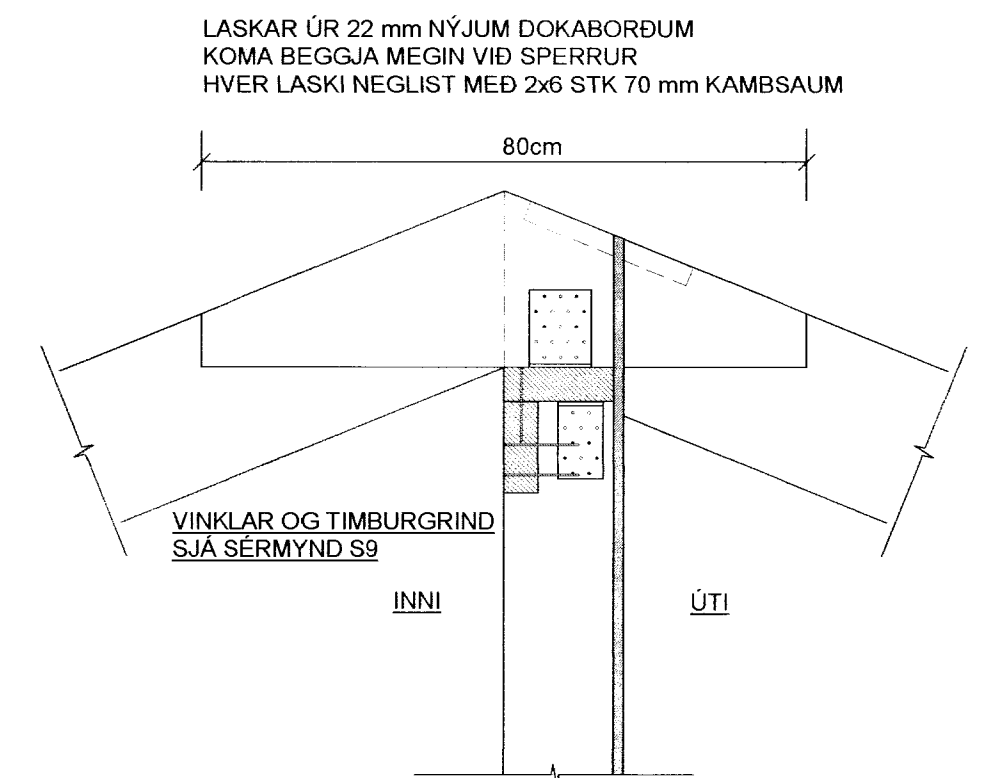 LASKAR ÚR 22 mm NÝJUM DOKABORÐUM
KOMA BEGGJA MEGIN VIÐ SPERRUR
HVER LASKI NEGLIST MEÐ 2x6 STK 70 mm KAMBSAUM
80cm
VINKLAR OG TIMBURGRIND
SJÁ SÉRMYND S9
INNI
ÚTI